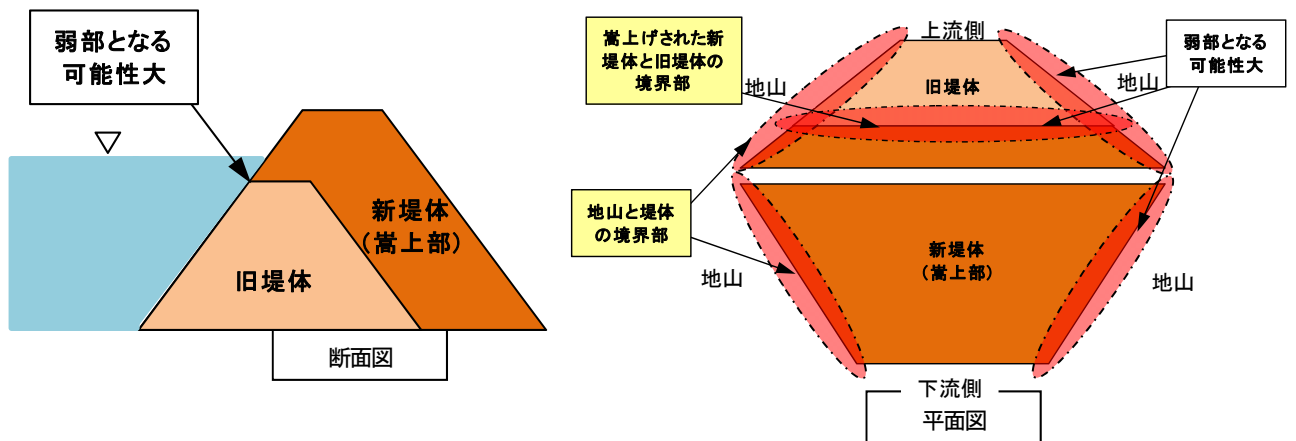 弱部となる
可能性大
新堤体
(嵩上部)
旧堤体
断面図
嵩上げされた新
堤体と旧堤体の
境界部
上流側
弱部となる
可能性大
地山
地山
旧堤体
地山と堤体
の境界部
新堤体
(嵩上部)
地山
地山
下流側
平面図